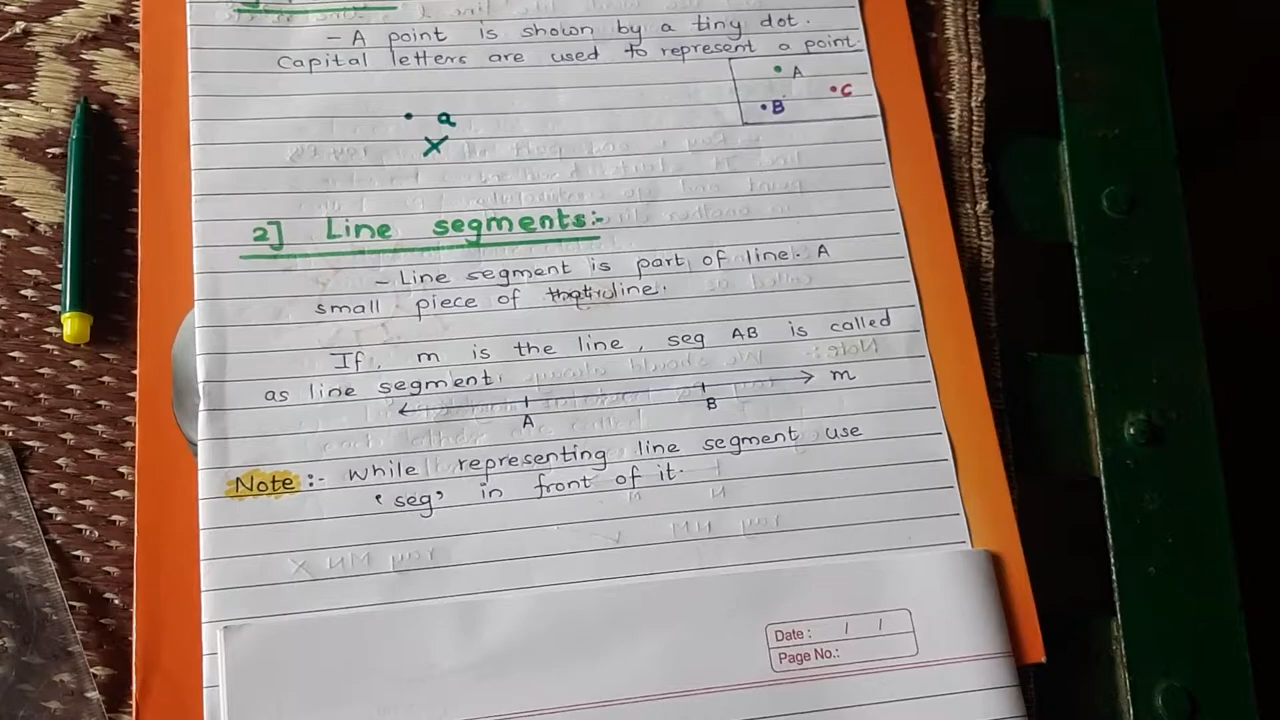 - A point is shown by a tiny dot.
Capital letters are used to represent a point.
A
C
B
a
X
2] Line segments:-
- Line segment is part of line. A
small piece of line.
If, m is the line, seg AB is called
as line segment.
m
A
B
Note :- While representing line segment use
'seg' in front of it.
Date : / /
Page No.: